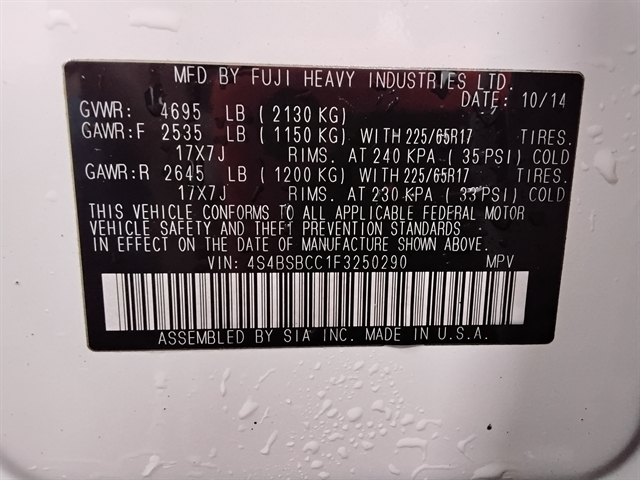 MFD BY FUJI HEAVY INDUSTRIES LTD.
DATE: 10/14
GVWR: 4695 LB ( 2130 KG)
GAWR:F 2535 LB ( 1150 KG) WITH 225/65R17 TIRES.
17X7J RIMS. AT 240 KPA ( 35 PSI) COLD
GAWR:R 2645 LB ( 1200 KG) WITH 225/65R17 TIRES.
17X7J RIMS. AT 230 KPA ( 33 PSI) COLD
THIS VEHICLE CONFORMS TO ALL APPLICABLE FEDERAL MOTOR
VEHICLE SAFETY AND THEFT PREVENTION STANDARDS
IN EFFECT ON THE DATE OF MANUFACTURE SHOWN ABOVE.
VIN: 4S4BSBCC1F3250290 MPV
ASSEMBLED BY SIA INC. MADE IN U.S.A.